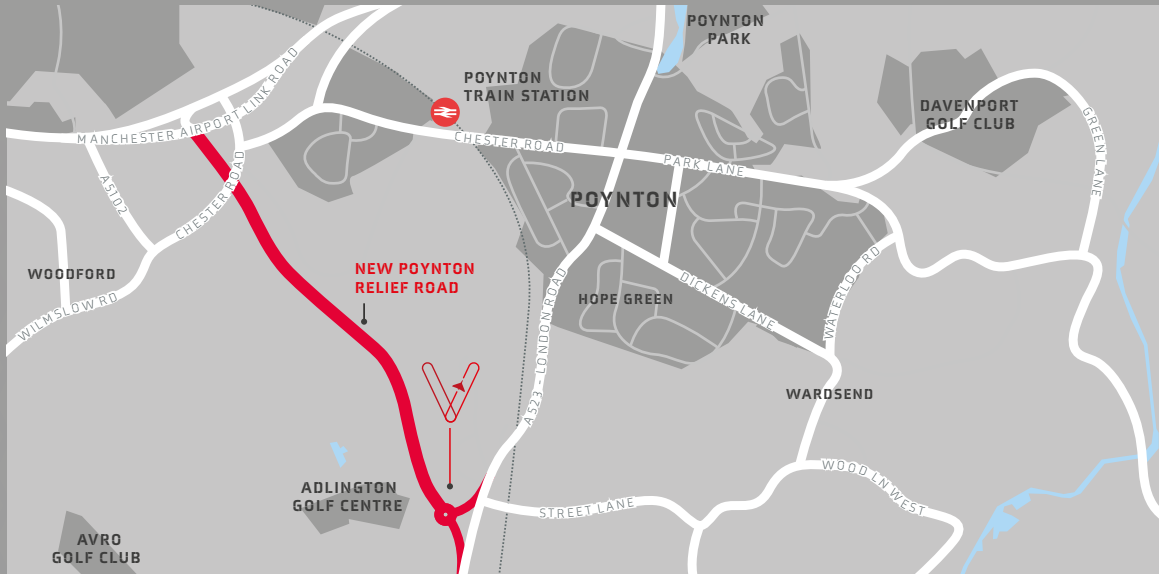 POYNTON
PARK
POYNTON
TRAIN STATION
MANCHESTER AIRPORT LINK ROAD
DAVENPORT
GOLF CLUB
GREEN LANE
CHESTER ROAD
PARK LANE
A5102
CHESTER ROAD
POYNTON
WOODFORD
NEW POYNTON
RELIEF ROAD
WILMSLOW RD
HOPE GREEN
DICKENS LANE
WATERLOO RD
A523 - LONDON ROAD
WARDSEND
WOOD LN WEST
ADLINGTON
GOLF CENTRE
STREET LANE
AVRO
GOLF CLUB